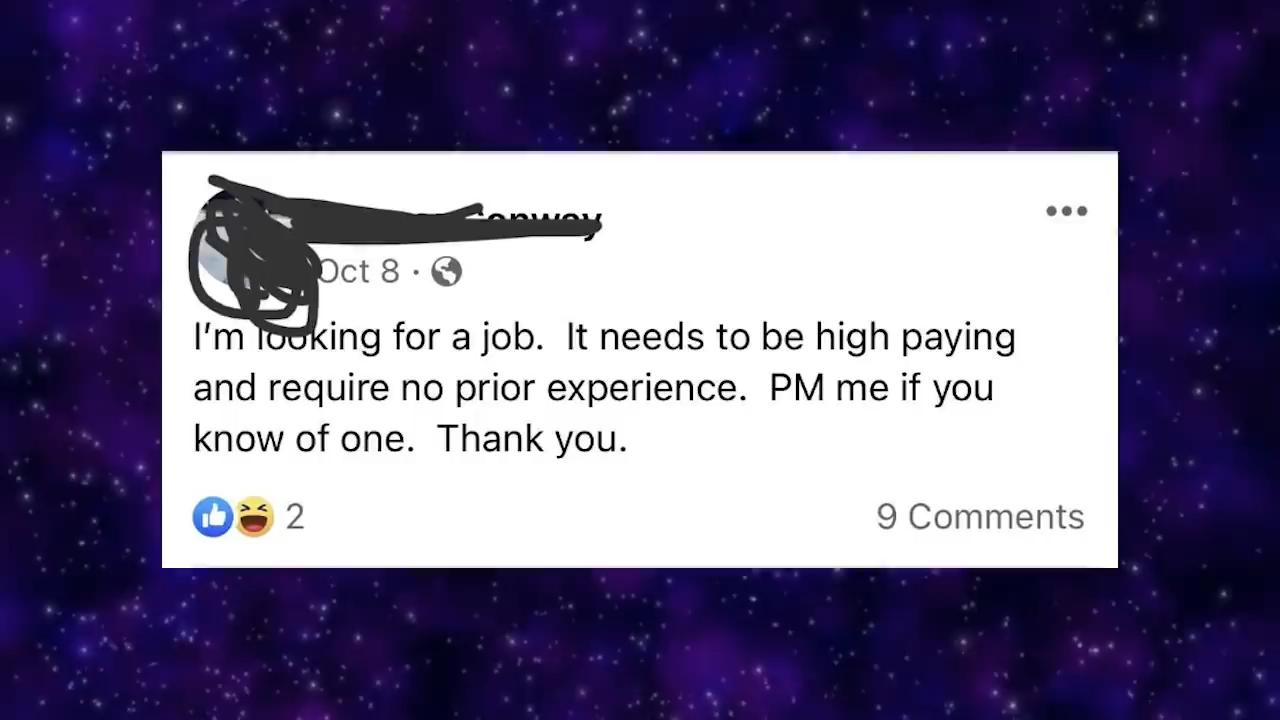 Oct 8 ·
I'm looking for a job.  It needs to be high paying
and require no prior experience.  PM me if you
know of one.  Thank you.
2
9 Comments